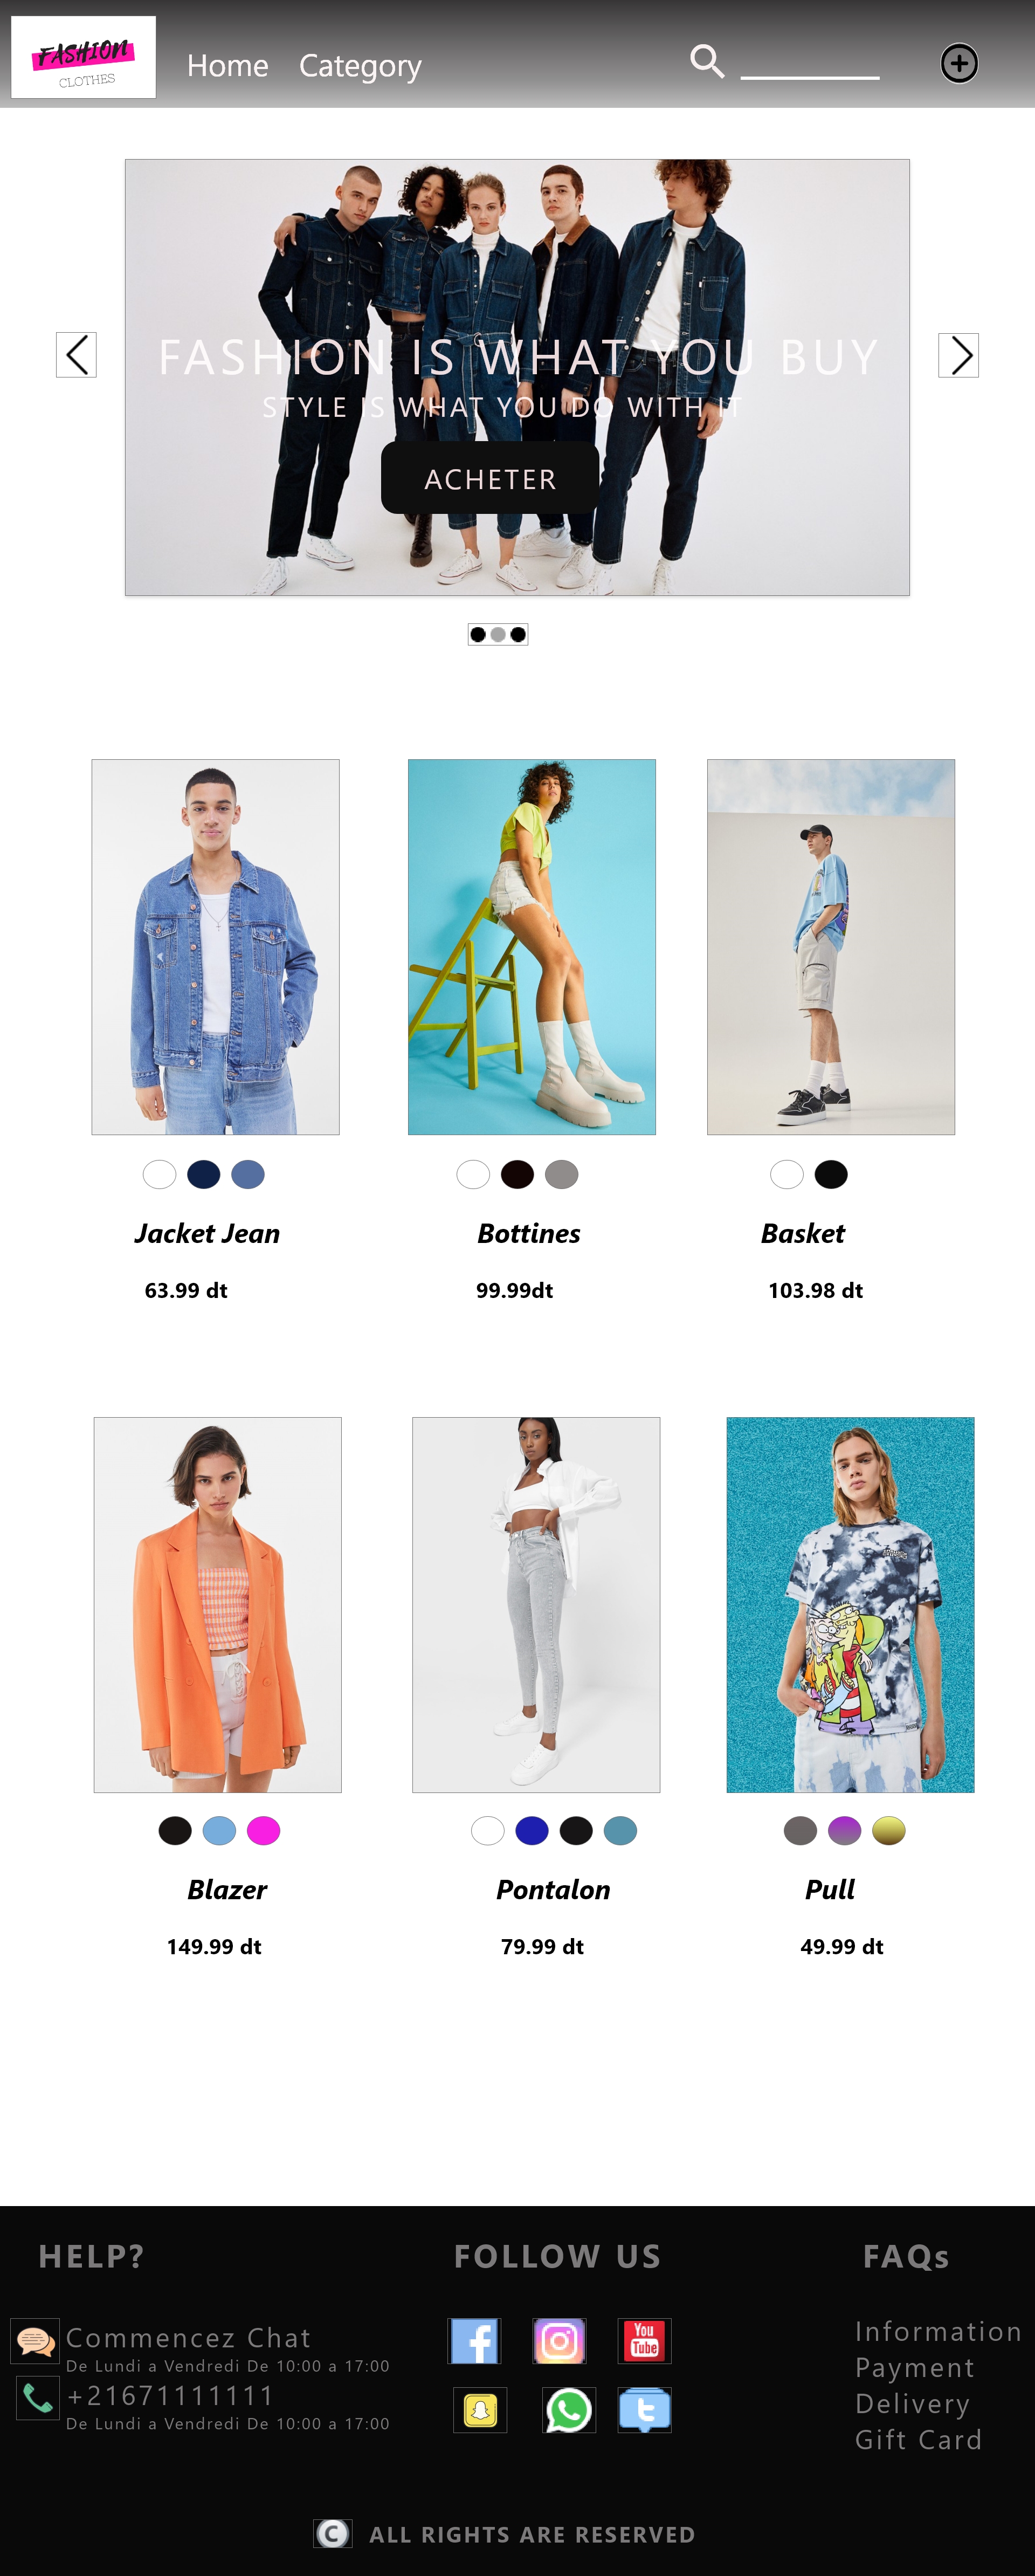 FASHION
CLOTHES
Home Category
FASHION IS WHAT YOU BUY
STYLE IS WHAT YOU DO WITH IT
ACHETER
Jacket Jean
Bottines
Basket
63.99 dt
99.99dt
103.98 dt
Blazer
Pontalon
Pull
149.99 dt
79.99 dt
49.99 dt
HELP?
FOLLOW US
FAQs
Commencez Chat
De Lundi a Vendredi De 10:00 a 17:00
+21671111111
De Lundi a Vendredi De 10:00 a 17:00
You
Tube
Information
Payment
Delivery
Gift Card
C ALL RIGHTS ARE RESERVED